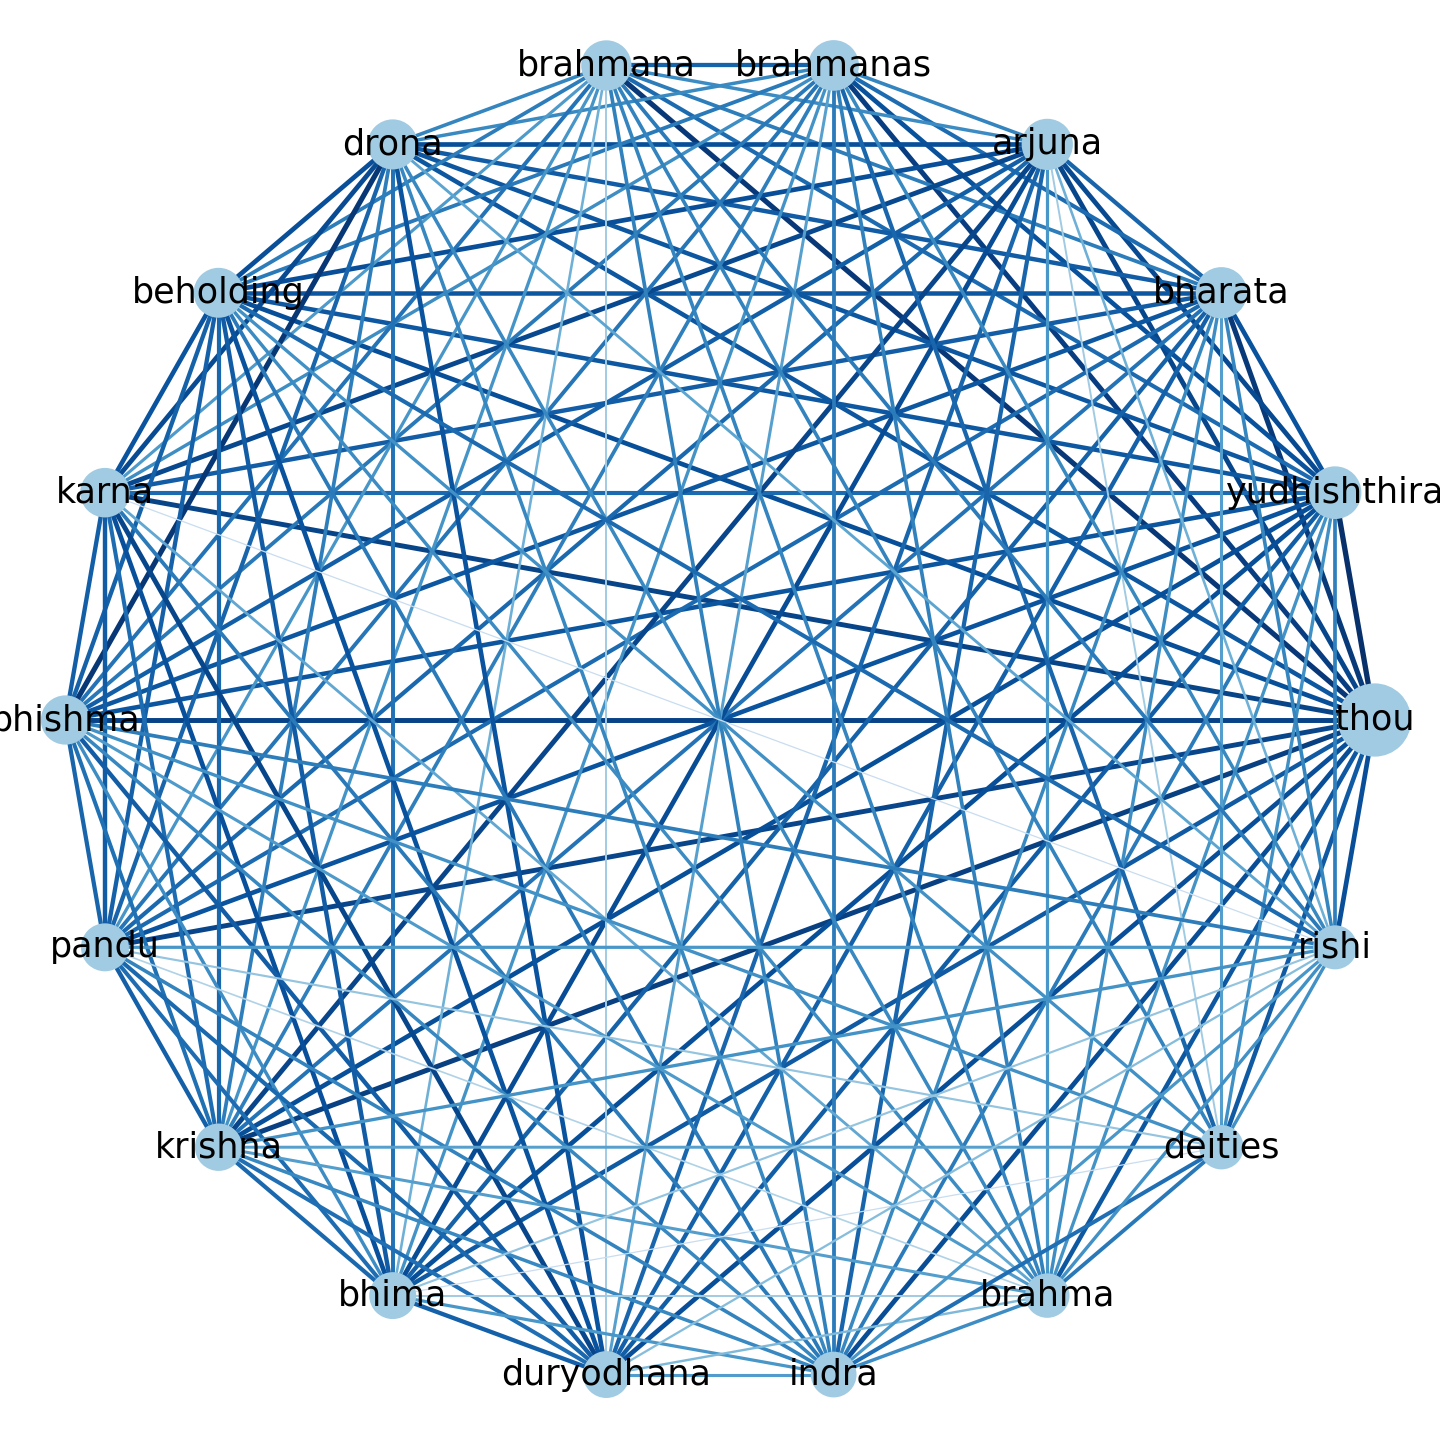 brahmana
brahmanas
drona
arjuna
beholding
bharata
karna
yudhishthira
bhishma
thou
pandu
rishi
krishna
deities
bhima
brahma
duryodhana
indra